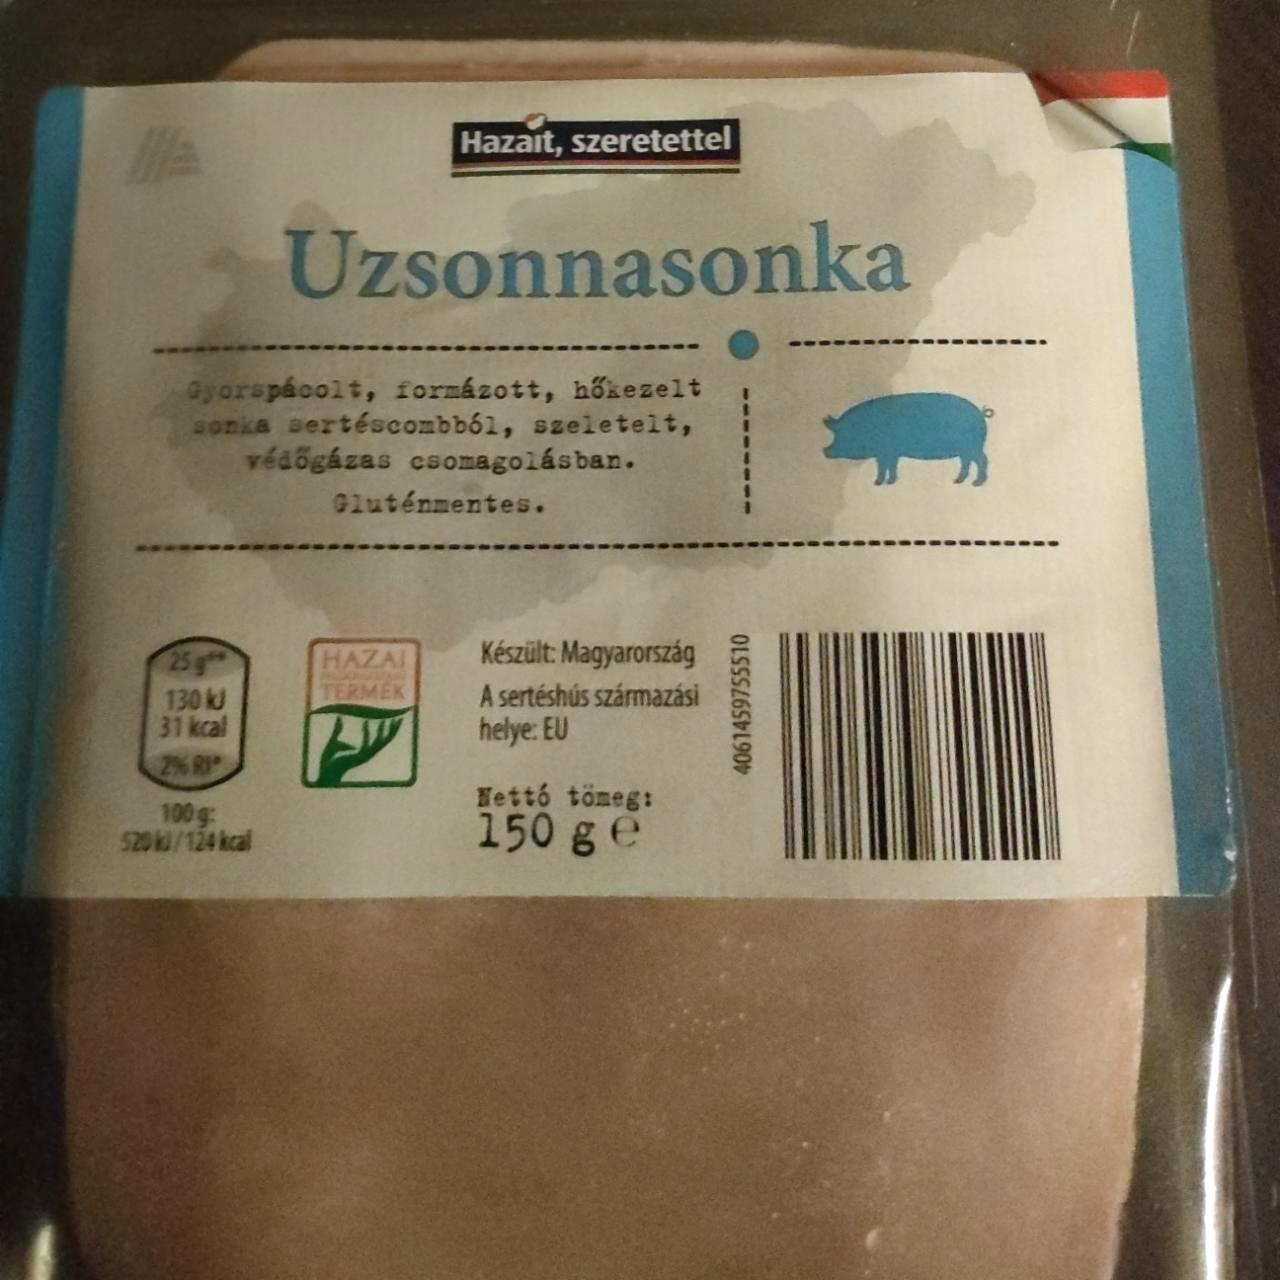 Hazait, szeretettel
Uzsonnasonka
Gyorspácolt, formázott, hőkezelt
sonka sertéscombból, szeletelt,
védőgázas csomagolásban.
Gluténmentes.
25 g**
130 kJ
31 kcal
2% RI*
100 g:
520 kJ / 124 kcal
HAZAI
TERMÉK
Készült: Magyarország
A sertéshús származási
helye: EU
Nettó tömeg:
150 g e
4061459755510